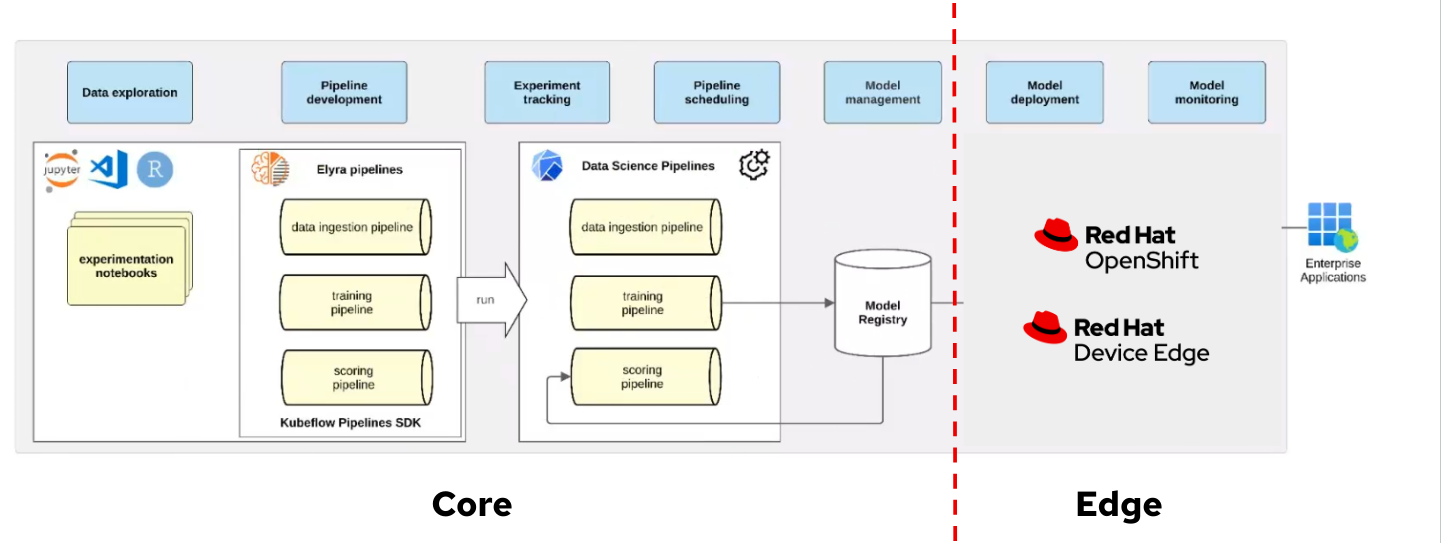 Data exploration
Pipeline
development
Experiment
tracking
Pipeline
scheduling
Model
management
Model
deployment
Model
monitoring
jupyter
R
Elyra pipelines
data ingestion pipeline
training
pipeline
scoring
pipeline
Kubeflow Pipelines SDK
experimentation
notebooks
run
Data Science Pipelines
data ingestion pipeline
training
pipeline
scoring
pipeline
Model
Registry
Red Hat
OpenShift
Red Hat
Device Edge
Enterprise
Applications
Core
Edge